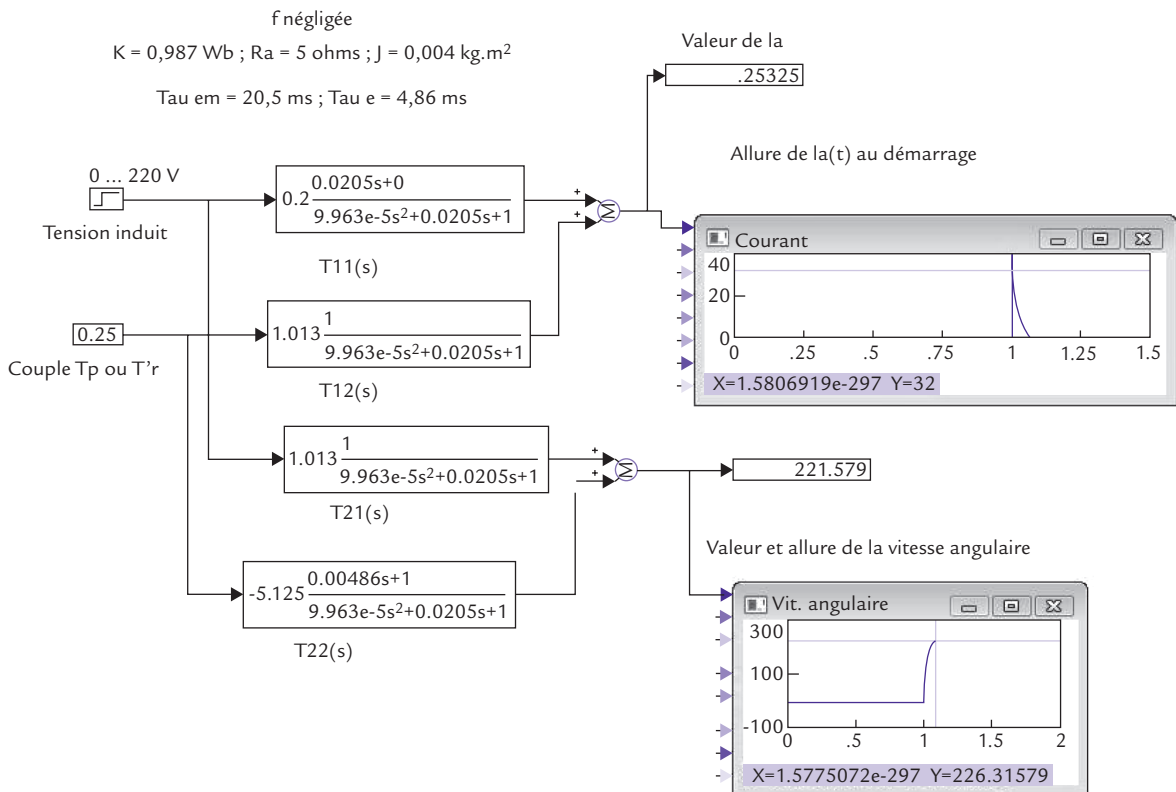 f négligée
K = 0,987 Wb ; Ra = 5 ohms ; J = 0,004 kg.m²
Tau em = 20,5 ms ; Tau e = 4,86 ms
Valeur de la
.25325
Allure de la(t) au démarrage
0 ... 220 V
Tension induit
0.2 0.0205s+0
9.963e-5s²+0.0205s+1
T11(s)
+
+
Σ
Courant
40
20
0
0 .25 .5 .75 1 1.25 1.5
X=1.5806919e-297 Y=32
0.25
Couple Tp ou T’r
1.013 1
9.963e-5s²+0.0205s+1
T12(s)
1.013 1
9.963e-5s²+0.0205s+1
T21(s)
+
+
Σ
221.579
Valeur et allure de la vitesse angulaire
-5.125 0.00486s+1
9.963e-5s²+0.0205s+1
T22(s)
Vit. angulaire
300
100
-100
0 .5 1 1.5 2
X=1.5775072e-297 Y=226.31579